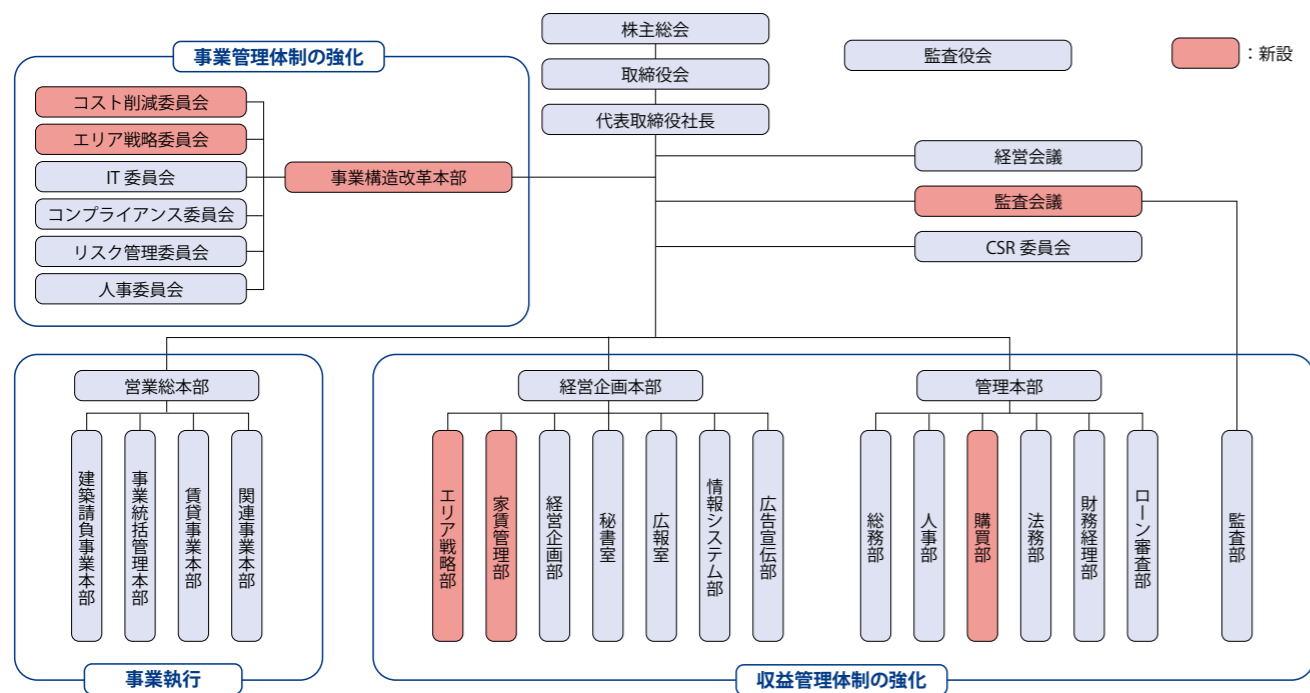 株主総会
取締役会
代表取締役社長
監査役会
：新設
事業管理体制の強化
コスト削減委員会
エリア戦略委員会
IT 委員会
コンプライアンス委員会
リスク管理委員会
人事委員会
事業構造改革本部
経営会議
監査会議
CSR 委員会
営業総本部
建築請負事業本部
事業統括管理本部
賃貸事業本部
関連事業本部
事業執行
経営企画本部
エリア戦略部
家賃管理部
経営企画部
秘書室
広報室
情報システム部
広告宣伝部
管理本部
総務部
人事部
購買部
法務部
財務経理部
ローン審査部
監査部
収益管理体制の強化